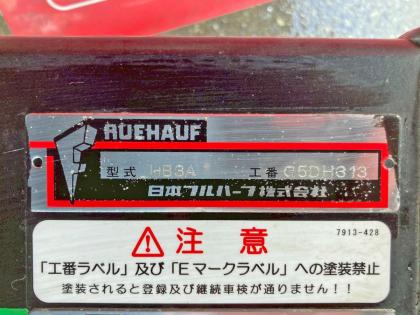 RUEHAUF
型式 HB3A 工番 G5DH313
日本フルハーフ株式会社
7913-428
注意
「工番ラベル」及び「Eマークラベル」への塗装禁止
塗装されると登録及び継続車検が通りません!!